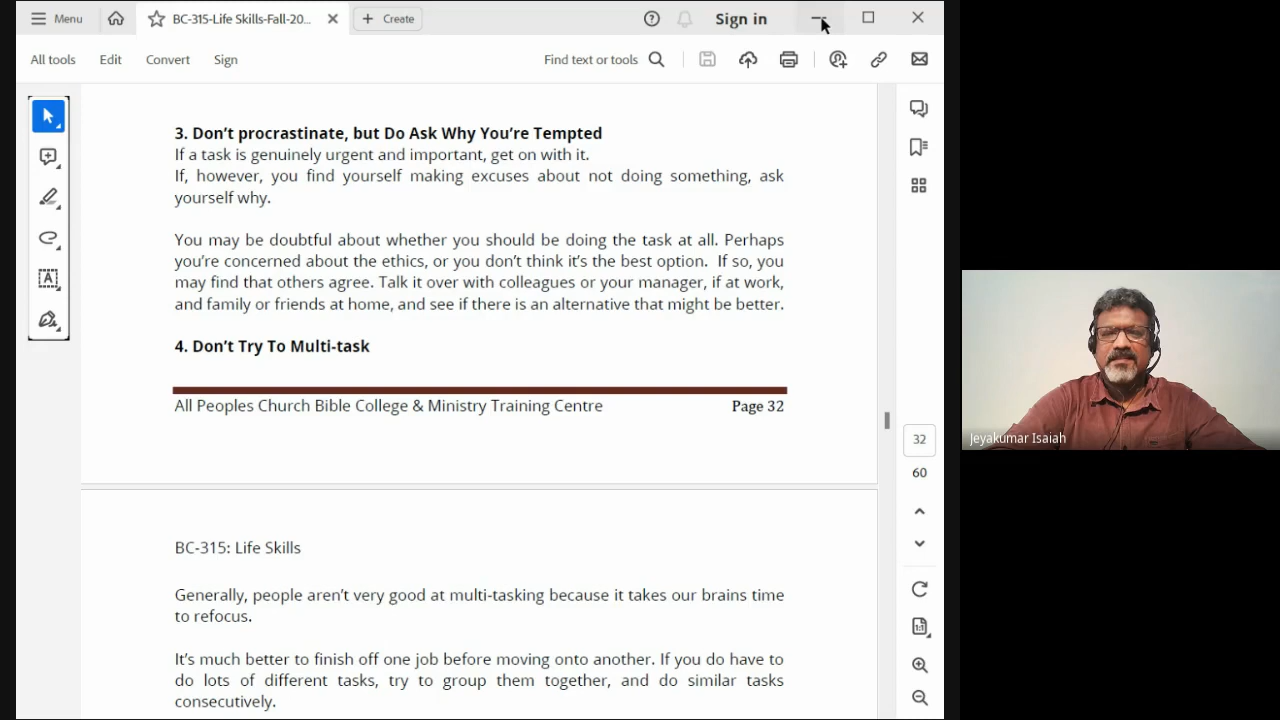 Menu
BC-315-Life Skills-Fall-20...
Create
Sign in
All tools
Edit
Convert
Sign
Find text or tools
3. Don't procrastinate, but Do Ask Why You're Tempted
If a task is genuinely urgent and important, get on with it.
If, however, you find yourself making excuses about not doing something, ask
yourself why.
You may be doubtful about whether you should be doing the task at all. Perhaps
you're concerned about the ethics, or you don't think it's the best option. If so, you
may find that others agree. Talk it over with colleagues or your manager, if at work,
and family or friends at home, and see if there is an alternative that might be better.
4. Don't Try To Multi-task
All Peoples Church Bible College & Ministry Training Centre Page 32
32
60
Jeyakumar Isaiah
BC-315: Life Skills
Generally, people aren't very good at multi-tasking because it takes our brains time
to refocus.
It's much better to finish off one job before moving onto another. If you do have to
do lots of different tasks, try to group them together, and do similar tasks
consecutively.
1:1